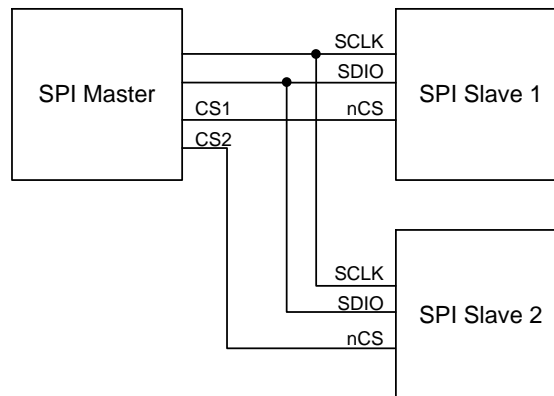 SCLK
SDIO
SPI Master
SPI Slave 1
CS1
nCS
CS2
SCLK
SDIO
SPI Slave 2
nCS